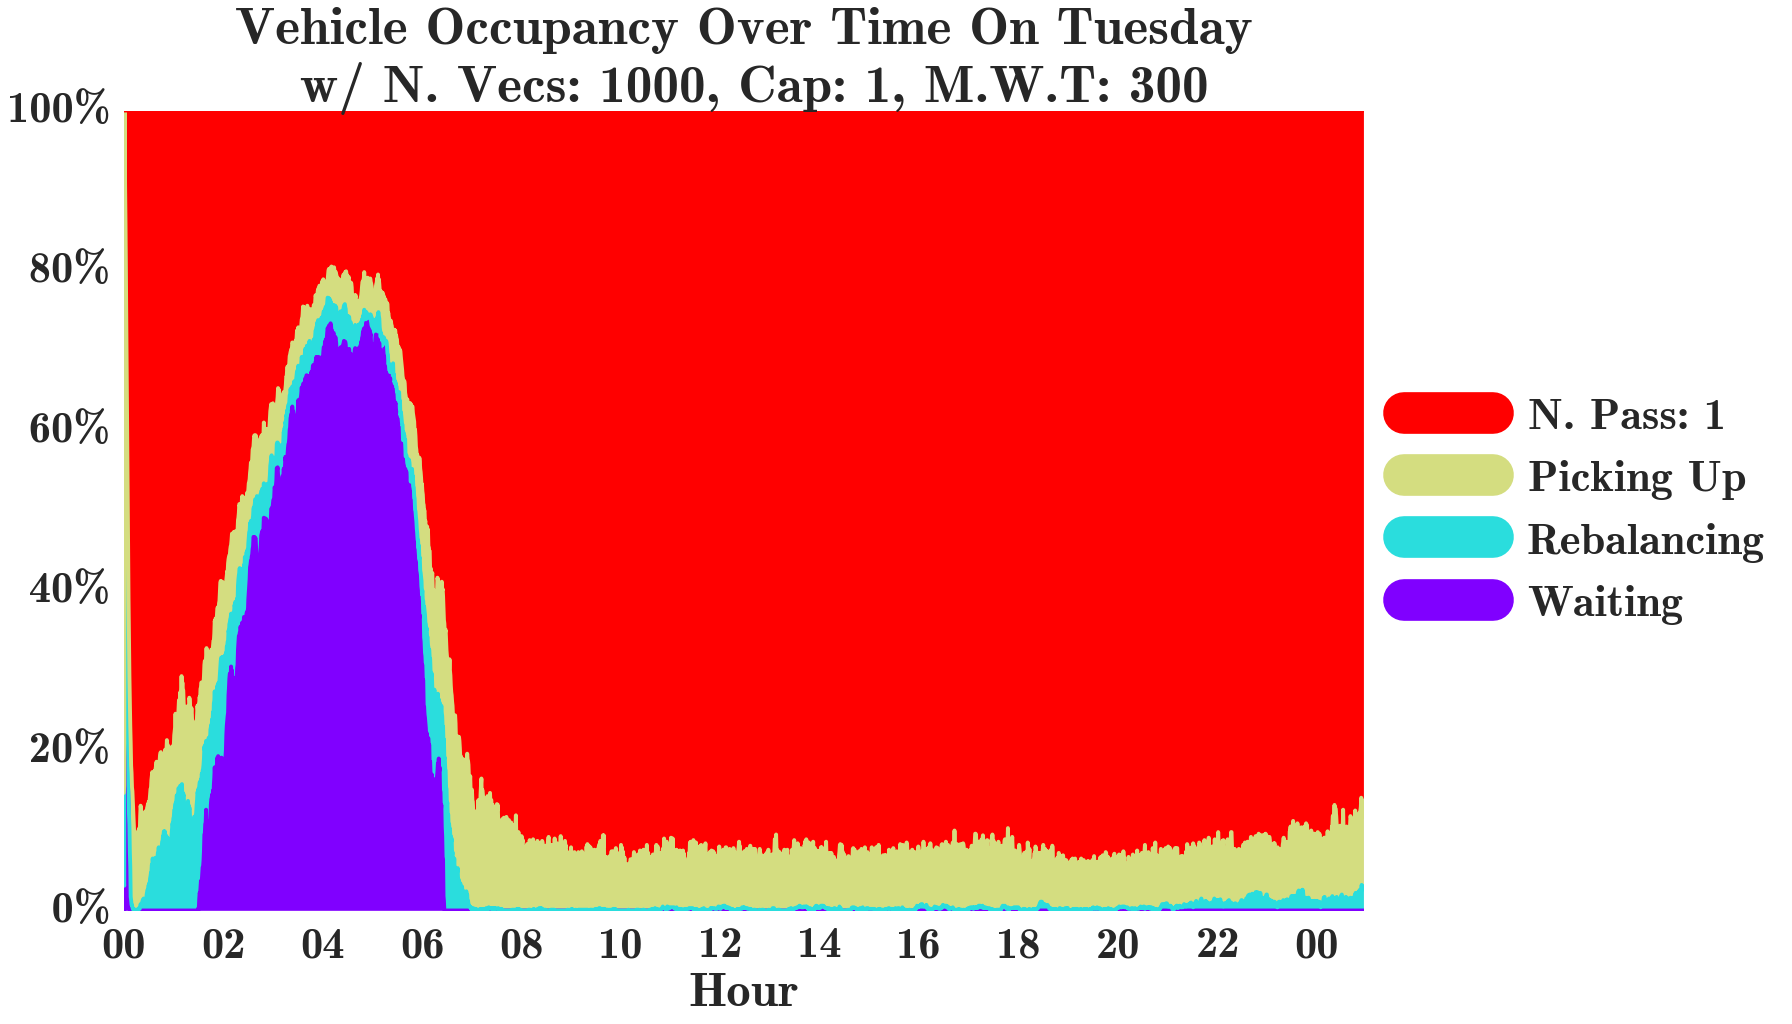 Vehicle Occupancy Over Time On Tuesday
w/ N. Vecs: 1000, Cap: 1, M.W.T: 300
100%
80%
60%
40%
20%
0%
00 02 04 06 08 10 12 14 16 18 20 22 00
Hour
N. Pass: 1
Picking Up
Rebalancing
Waiting